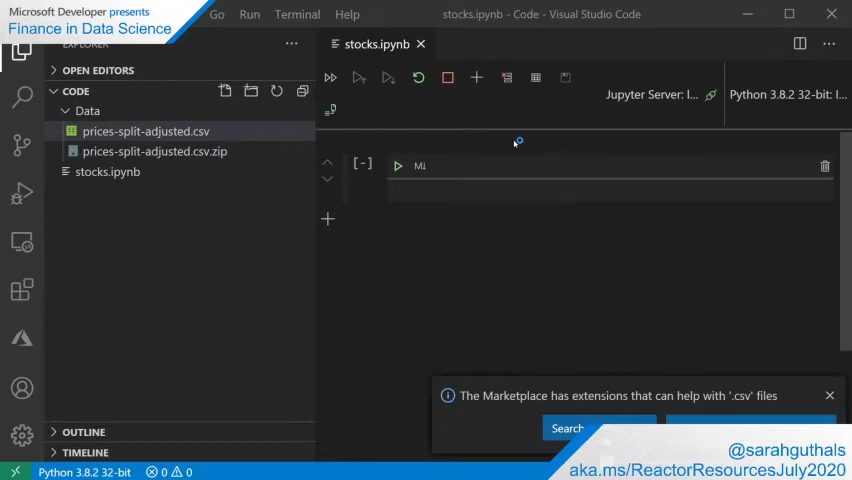 Microsoft Developer presents
Finance in Data Science
Go Run Terminal Help
stocks.ipynb - Code - Visual Studio Code
stocks.ipynb
OPEN EDITORS
CODE
Data
prices-split-adjusted.csv
prices-split-adjusted.csv.zip
stocks.ipynb
Jupyter Server: l...
Python 3.8.2 32-bit: I...
[-]
M↓
The Marketplace has extensions that can help with '.csv' files
Search
OUTLINE
TIMELINE
Python 3.8.2 32-bit 0 0
@sarahguthals
aka.ms/ReactorResourcesJuly2020